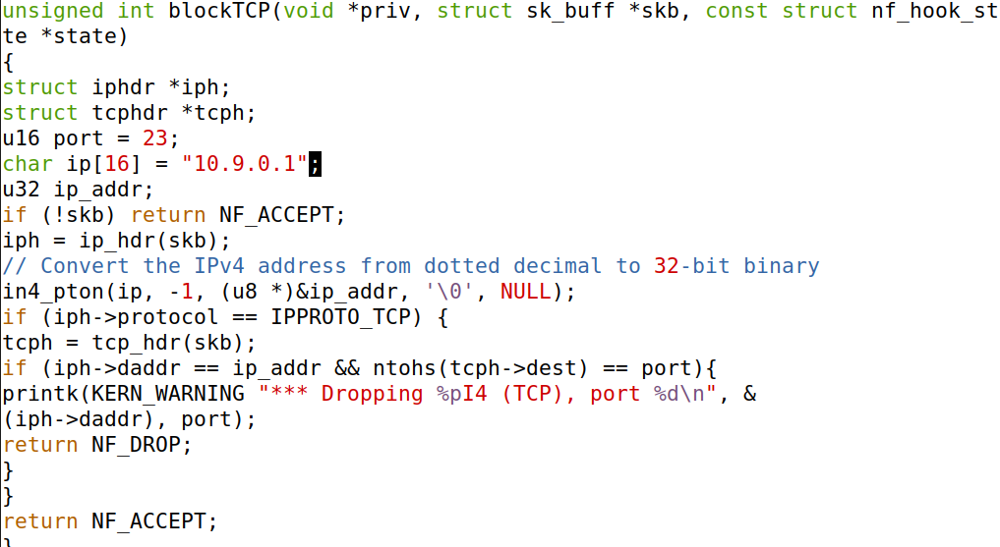 unsigned int blockTCP(void *priv, struct sk_buff *skb, const struct nf_hook_st
te *state)
{
struct iphdr *iph;
struct tcphdr *tcph;
u16 port = 23;
char ip[16] = "10.9.0.1";
u32 ip_addr;
if (!skb) return NF_ACCEPT;
iph = ip_hdr(skb);
// Convert the IPv4 address from dotted decimal to 32-bit binary
in4_pton(ip, -1, (u8 *)&ip_addr, '\0', NULL);
if (iph->protocol == IPPROTO_TCP) {
tcph = tcp_hdr(skb);
if (iph->daddr == ip_addr && ntohs(tcph->dest) == port){
printk(KERN_WARNING "*** Dropping %pI4 (TCP), port %d\n", &
(iph->daddr), port);
return NF_DROP;
}
}
return NF_ACCEPT;
}